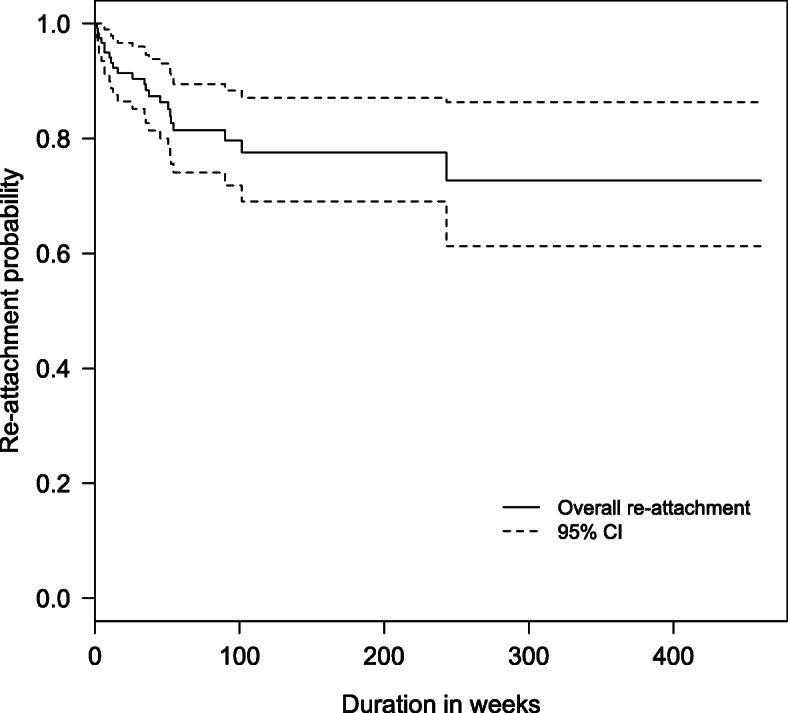 Re-attachment probability
1.0
0.8
0.6
0.4
0.2
0.0
Overall re-attachment
95% CI
0 100 200 300 400
Duration in weeks